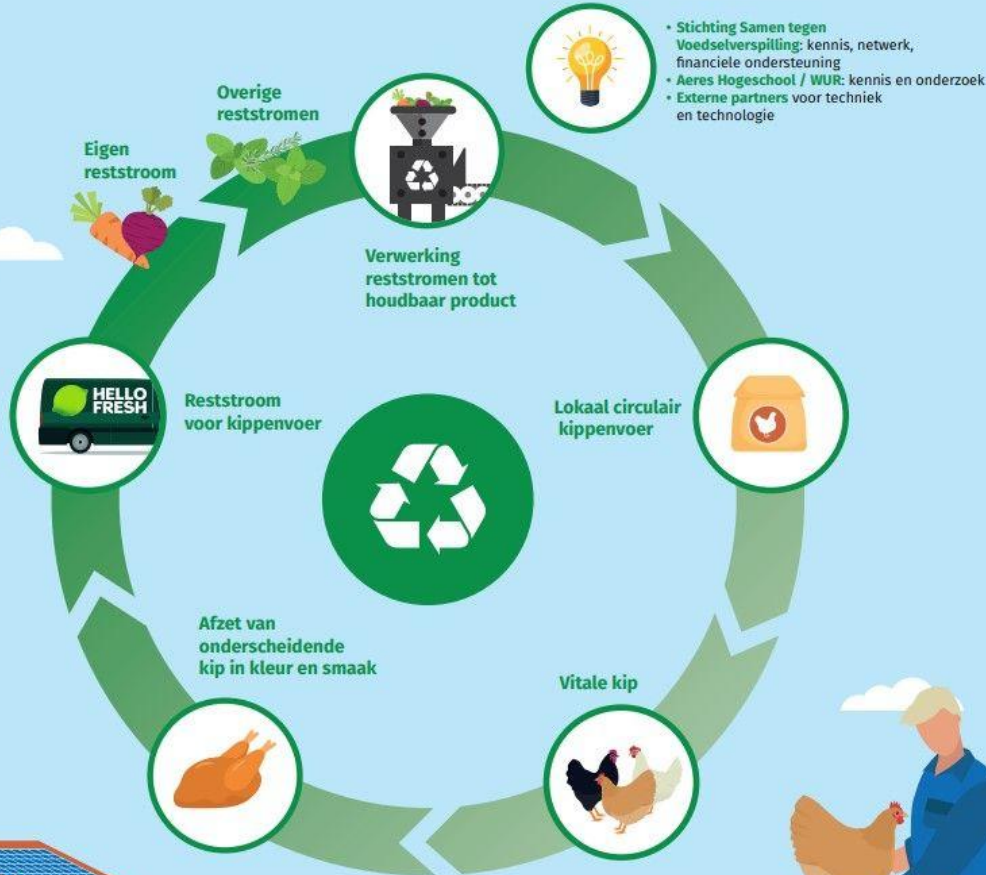 • Stichting Samen tegen
Voedselverspilling: kennis, netwerk,
financiele ondersteuning
• Aeres Hogeschool / WUR: kennis en onderzoek
• Externe partners voor techniek
en technologie
Overige
reststromen
Eigen
reststroom
Verwerking
reststromen tot
houdbaar product
HELLO
FRESH
Reststroom
voor kippenvoer
Lokaal circulair
kippenvoer
Afzet van
onderscheidende
kip in kleur en smaak
Vitale kip